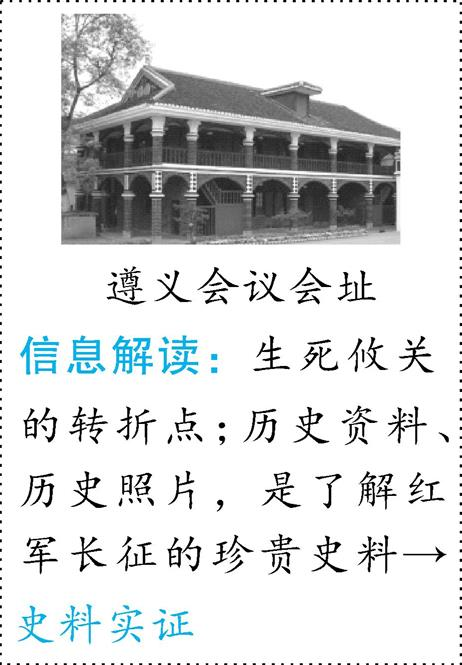 遵义会议会址
信息解读：生死攸关
的转折点；历史资料、
历史照片，是了解红
军长征的珍贵史料→
史料实证